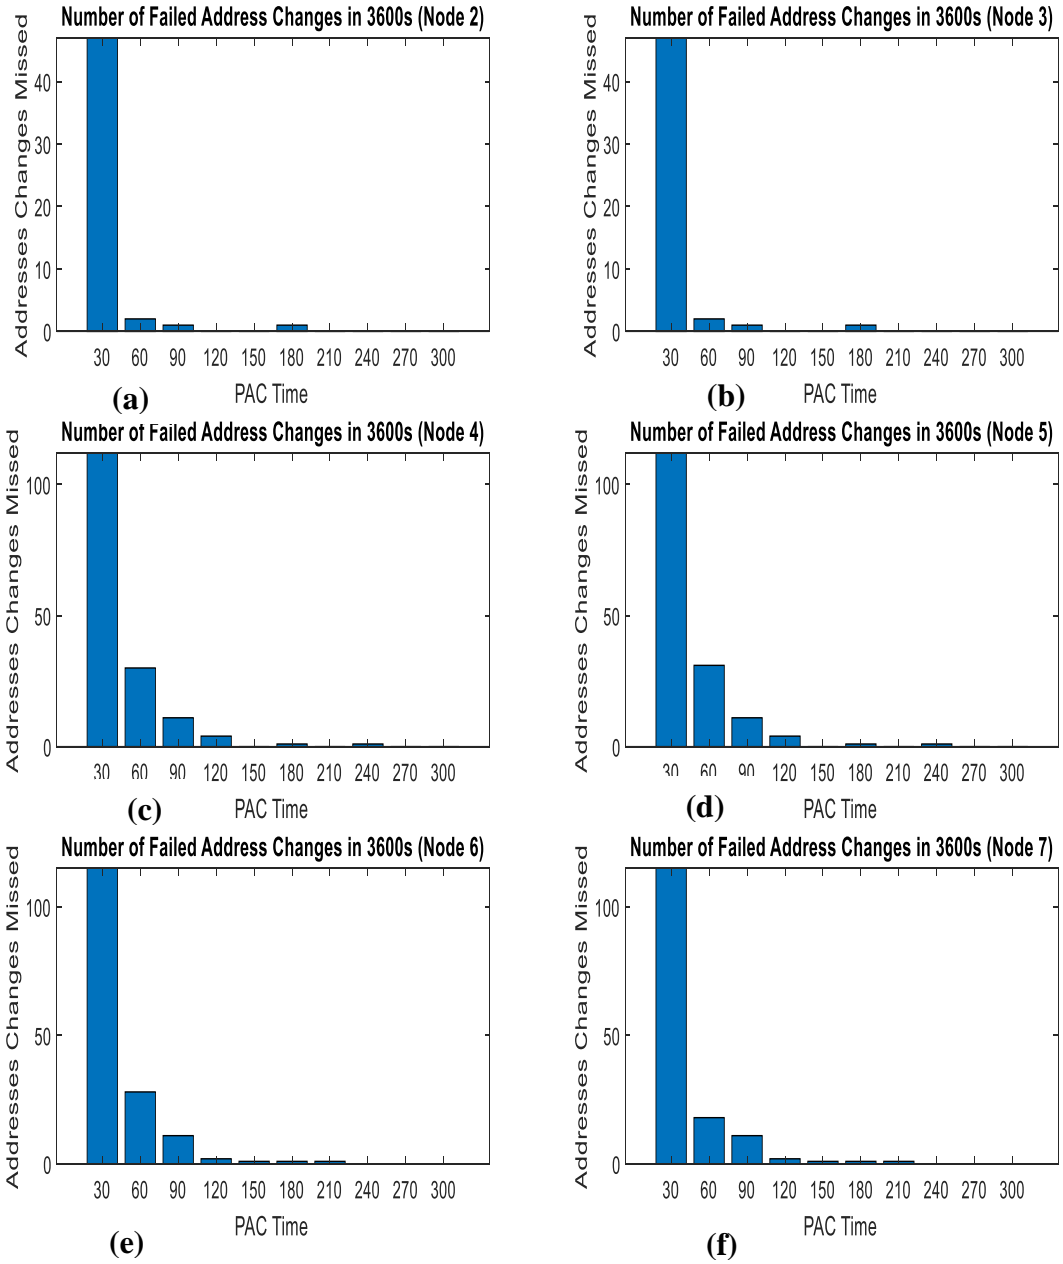 Number of Failed Address Changes in 3600s (Node 2)
Addresses Changes Missed
40
30
20
10
0
30 60 90 120 150 180 210 240 270 300
PAC Time
(a)
Number of Failed Address Changes in 3600s (Node 3)
Addresses Changes Missed
40
30
20
10
0
30 60 90 120 150 180 210 240 270 300
PAC Time
(b)
Number of Failed Address Changes in 3600s (Node 4)
Addresses Changes Missed
100
50
0
30 60 90 120 150 180 210 240 270 300
PAC Time
(c)
Number of Failed Address Changes in 3600s (Node 5)
Addresses Changes Missed
100
50
0
30 60 90 120 150 180 210 240 270 300
PAC Time
(d)
Number of Failed Address Changes in 3600s (Node 6)
Addresses Changes Missed
100
50
0
30 60 90 120 150 180 210 240 270 300
PAC Time
(e)
Number of Failed Address Changes in 3600s (Node 7)
Addresses Changes Missed
100
50
0
30 60 90 120 150 180 210 240 270 300
PAC Time
(f)